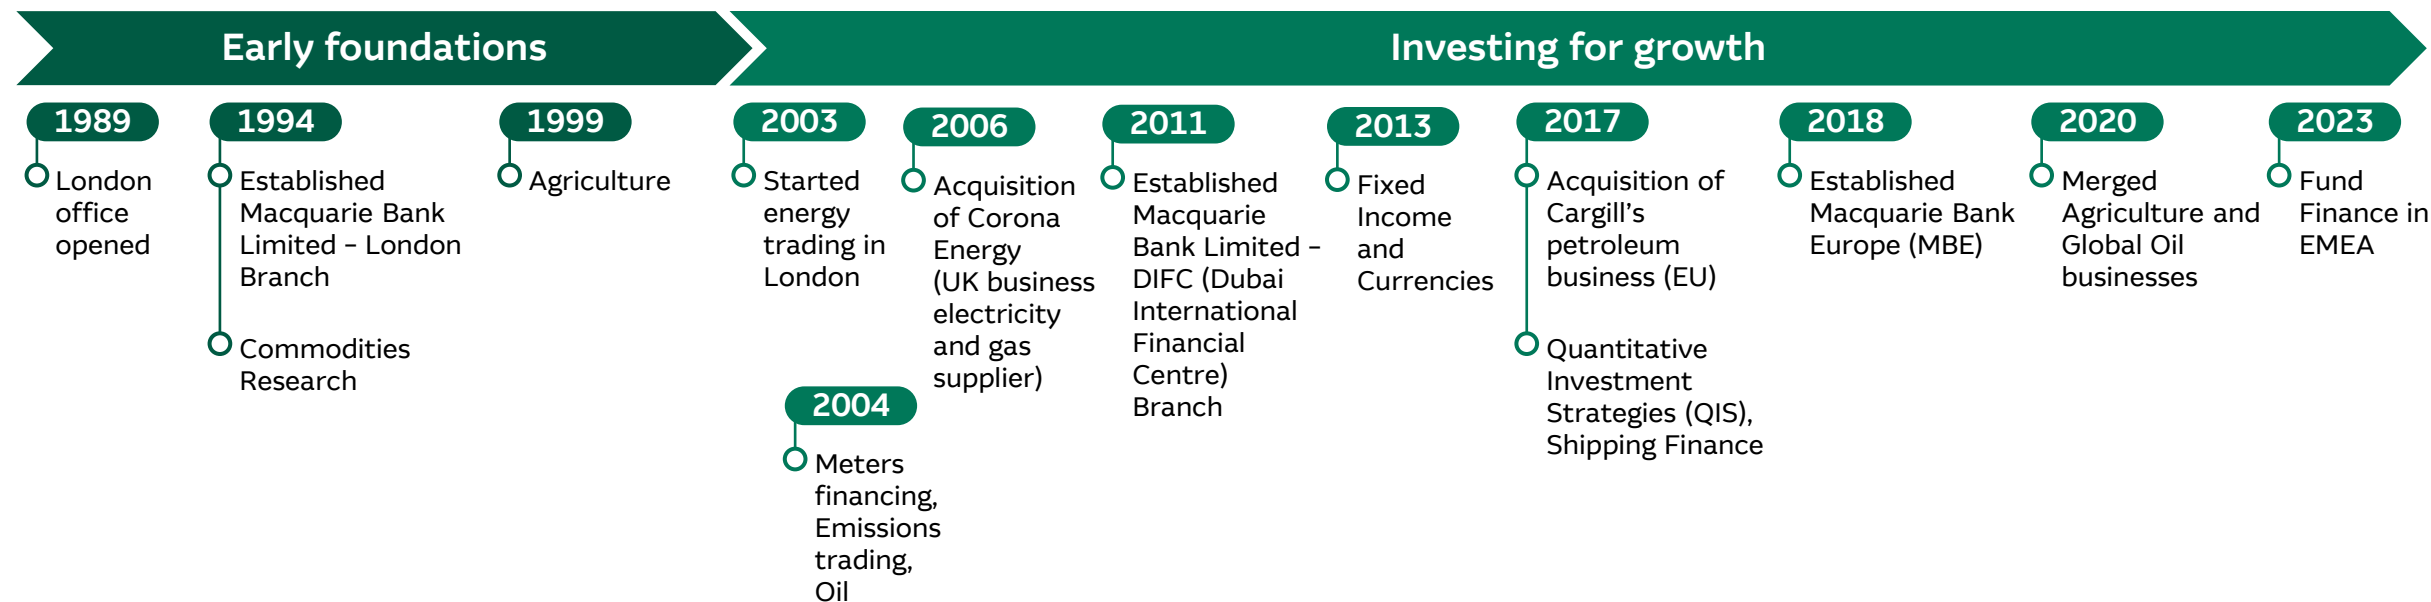 Early foundations
Investing for growth
1989
London
office
opened
1994
Established
Macquarie Bank
Limited – London
Branch
Commodities
Research
1999
Agriculture
2003
Started
energy
trading in
London
2004
Meters
financing,
Emissions
trading,
Oil
2006
Acquisition
of Corona
Energy
(UK business
electricity
and gas
supplier)
2011
Established
Macquarie
Bank Limited –
DIFC (Dubai
International
Financial
Centre)
Branch
2013
Fixed
Income
and
Currencies
2017
Acquisition of
Cargill’s
petroleum
business (EU)
Quantitative
Investment
Strategies (QIS),
Shipping Finance
2018
Established
Macquarie Bank
Europe (MBE)
2020
Merged
Agriculture and
Global Oil
businesses
2023
Fund
Finance in
EMEA